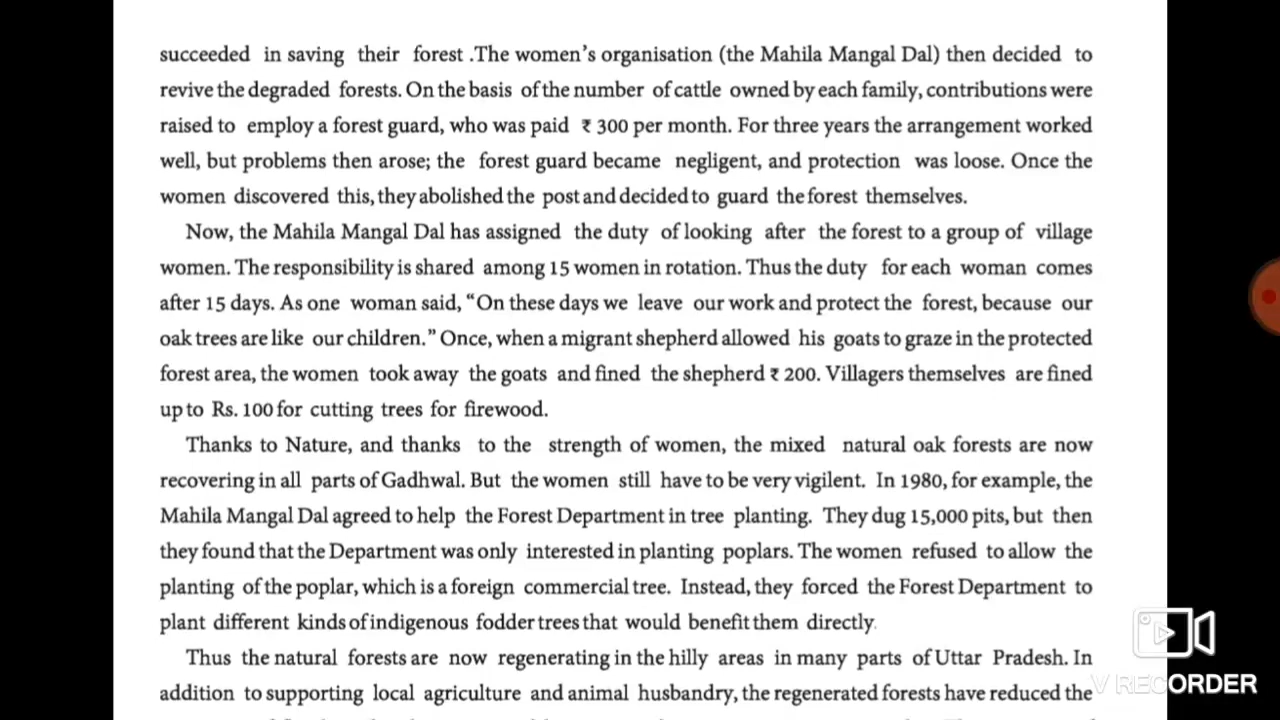 succeeded in saving their forest .The women's organisation (the Mahila Mangal Dal) then decided to
revive the degraded forests. On the basis of the number of cattle owned by each family, contributions were
raised to employ a forest guard, who was paid ₹ 300 per month. For three years the arrangement worked
well, but problems then arose; the forest guard became negligent, and protection was loose. Once the
women discovered this, they abolished the post and decided to guard the forest themselves.
Now, the Mahila Mangal Dal has assigned the duty of looking after the forest to a group of village
women. The responsibility is shared among 15 women in rotation. Thus the duty for each woman comes
after 15 days. As one woman said, “On these days we leave our work and protect the forest, because our
oak trees are like our children.” Once, when a migrant shepherd allowed his goats to graze in the protected
forest area, the women took away the goats and fined the shepherd ₹ 200. Villagers themselves are fined
up to Rs. 100 for cutting trees for firewood.
Thanks to Nature, and thanks to the strength of women, the mixed natural oak forests are now
recovering in all parts of Gadhwal. But the women still have to be very vigilent. In 1980, for example, the
Mahila Mangal Dal agreed to help the Forest Department in tree planting. They dug 15,000 pits, but then
they found that the Department was only interested in planting poplars. The women refused to allow the
planting of the poplar, which is a foreign commercial tree. Instead, they forced the Forest Department to
plant different kinds of indigenous fodder trees that would benefit them directly.
Thus the natural forests are now regenerating in the hilly areas in many parts of Uttar Pradesh. In
addition to supporting local agriculture and animal husbandry, the regenerated forests have reduced the
V RECORDER